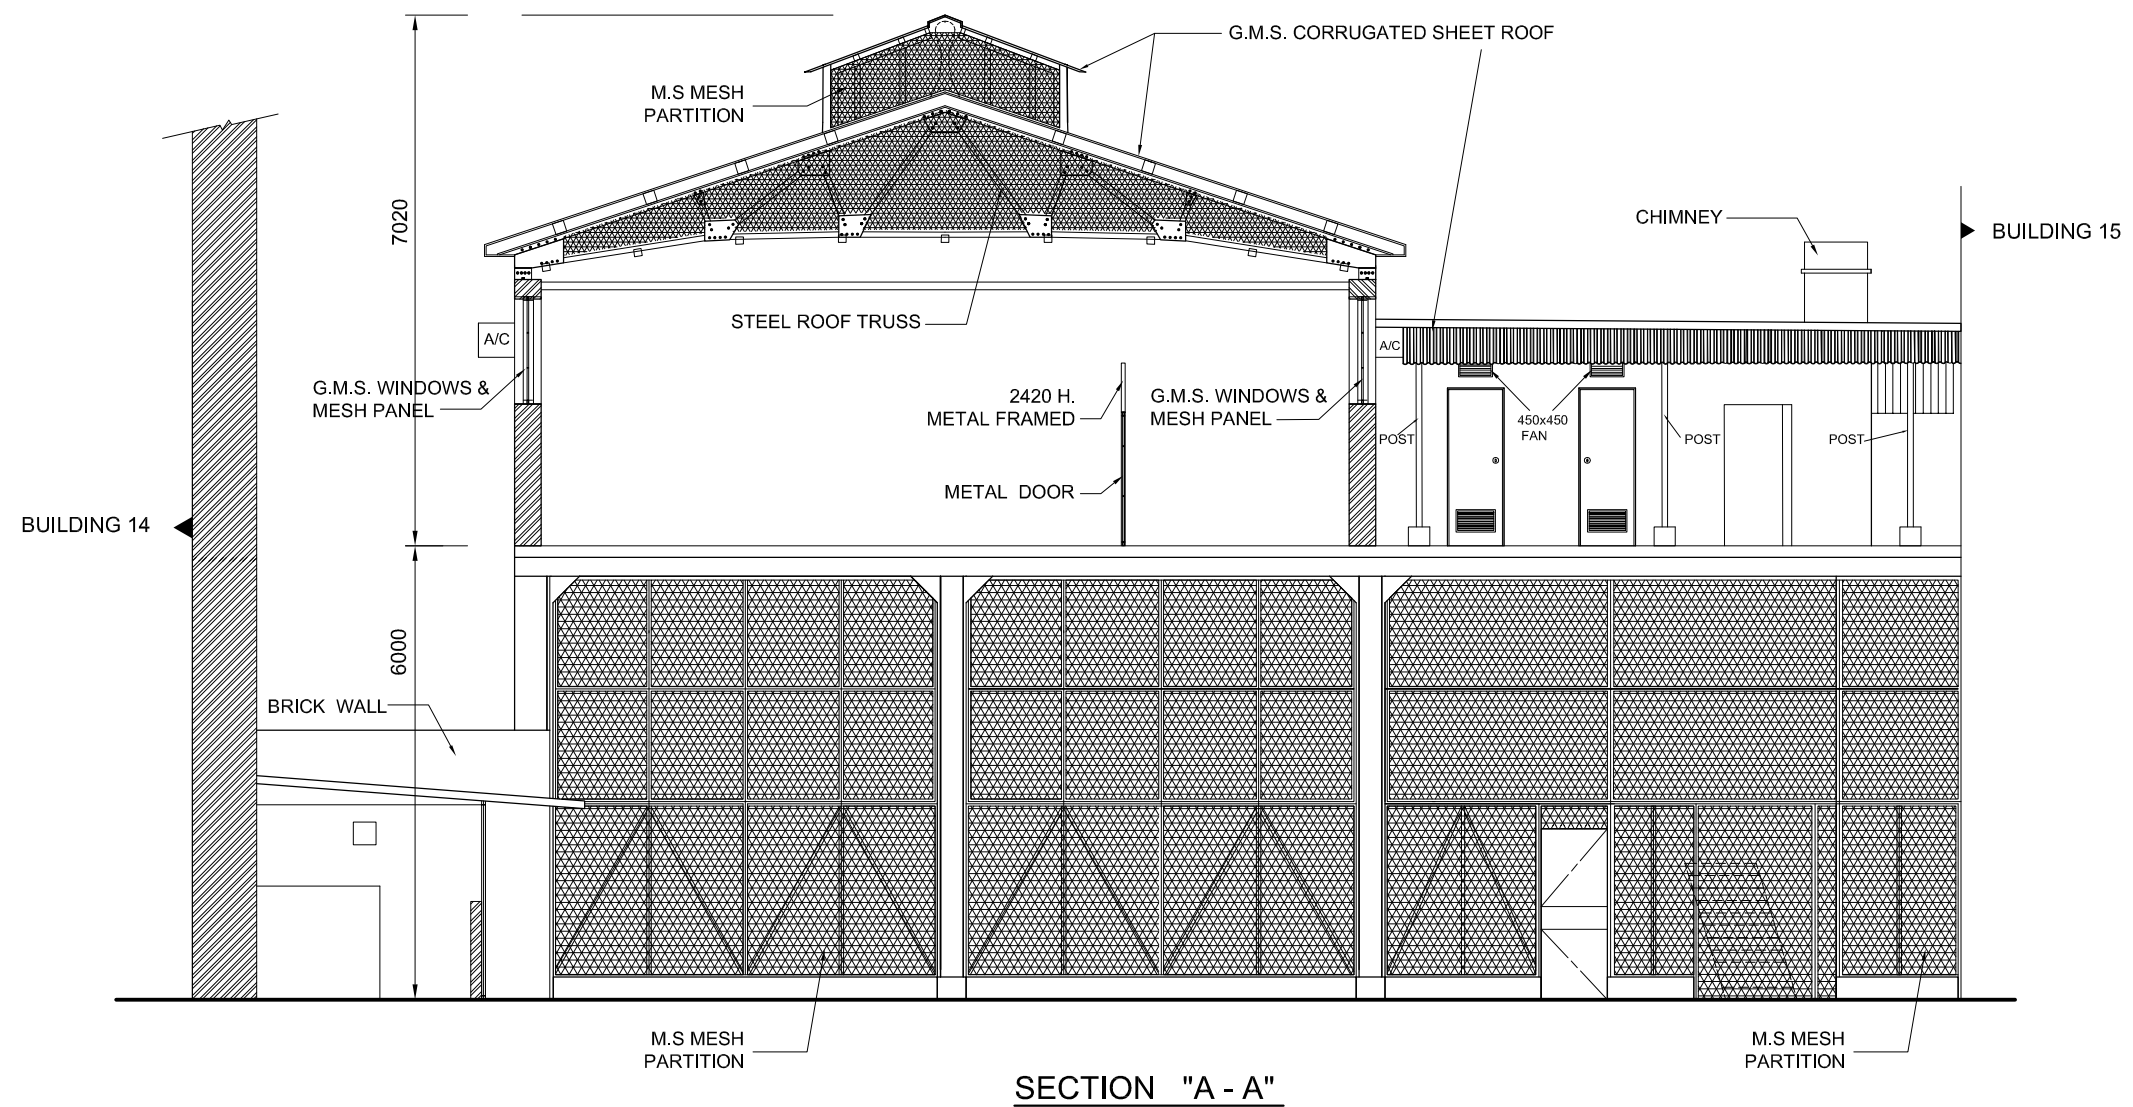 G.M.S. CORRUGATED SHEET ROOF
M.S MESH
PARTITION
7020
CHIMNEY
BUILDING 15
STEEL ROOF TRUSS
A/C
A/C
G.M.S. WINDOWS &
MESH PANEL
2420 H.
METAL FRAMED
G.M.S. WINDOWS &
MESH PANEL
450x450
FAN
POST
POST
POST
METAL DOOR
BUILDING 14
6000
BRICK WALL
M.S MESH
PARTITION
M.S MESH
PARTITION
SECTION "A - A"